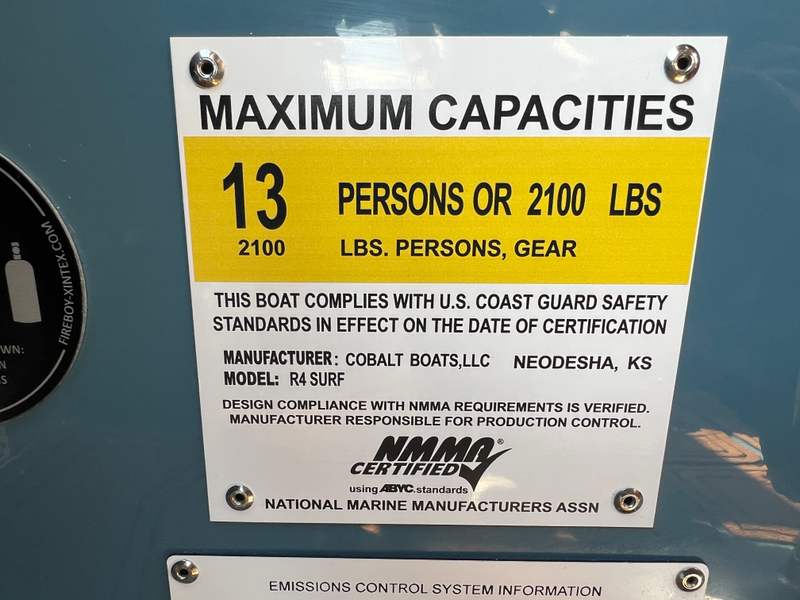 MAXIMUM CAPACITIES
13 PERSONS OR 2100 LBS
2100 LBS. PERSONS, GEAR
THIS BOAT COMPLIES WITH U.S. COAST GUARD SAFETY
STANDARDS IN EFFECT ON THE DATE OF CERTIFICATION
MANUFACTURER: COBALT BOATS,LLC NEODESHA, KS
MODEL: R4 SURF
DESIGN COMPLIANCE WITH NMMA REQUIREMENTS IS VERIFIED.
MANUFACTURER RESPONSIBLE FOR PRODUCTION CONTROL.
NMMA®
CERTIFIED
using ABYC. standards
NATIONAL MARINE MANUFACTURERS ASSN
EMISSIONS CONTROL SYSTEM INFORMATION
FIREBOY-XINTEX.COM